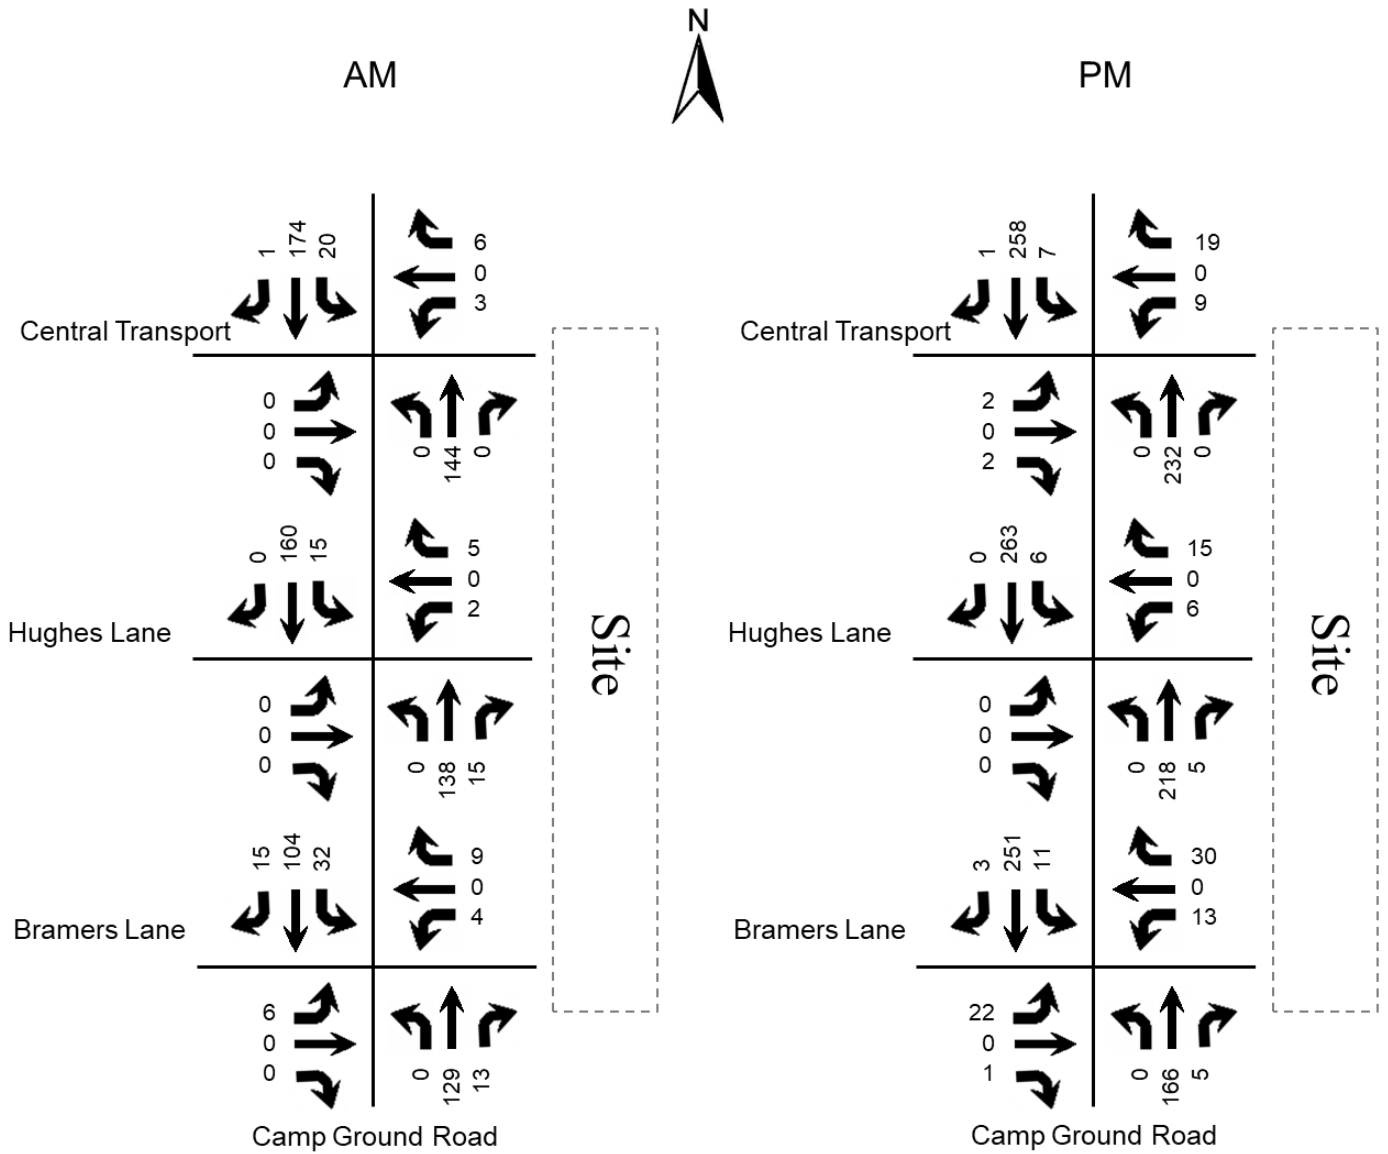 N
AM
PM
1 174 20
6
0
3
1 258 7
19
0
9
Central Transport
Central Transport
0
0
0
0 144 0
2
0
2
0 232 0
0 160 15
5
0
2
0 263 6
15
0
6
Hughes Lane
Hughes Lane
Site
Site
0
0
0
0 138 15
0
0
0
0 218 5
15 104 32
9
0
4
3 251 11
30
0
13
Bramers Lane
Bramers Lane
6
0
0
0 129 13
22
0
1
0 166 5
Camp Ground Road
Camp Ground Road